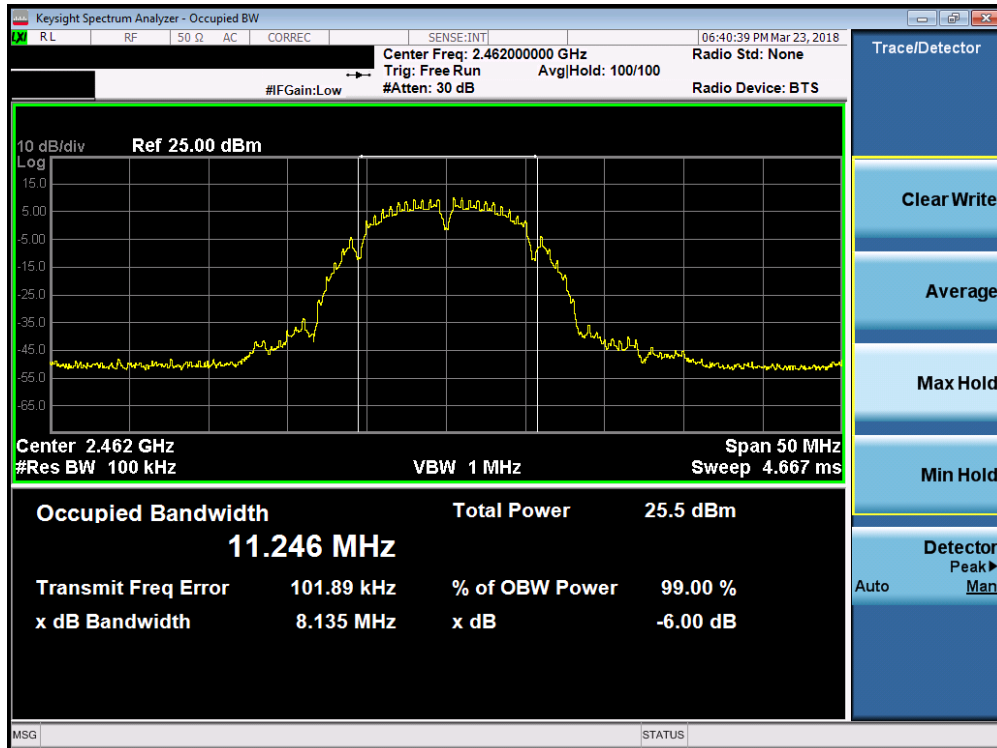 Keysight Spectrum Analyzer - Occupied BW
LXI RL RF 50 Ω AC CORREC SENSE:INT 06:40:39 PM Mar 23, 2018
Center Freq: 2.462000000 GHz Radio Std: None
Trig: Free Run Avg|Hold: 100/100
#IFGain:Low #Atten: 30 dB Radio Device: BTS
Trace/Detector
10 dB/div Ref 25.00 dBm
Log
15.0
5.00
-5.00
-15.0
-25.0
-35.0
-45.0
-55.0
-65.0
Center 2.462 GHz Span 50 MHz
#Res BW 100 kHz VBW 1 MHz Sweep 4.667 ms
Occupied Bandwidth Total Power 25.5 dBm
11.246 MHz
Transmit Freq Error 101.89 kHz % of OBW Power 99.00 %
x dB Bandwidth 8.135 MHz x dB -6.00 dB
Clear Write
Average
Max Hold
Min Hold
Detector
Peak▶
Auto Man
MSG STATUS